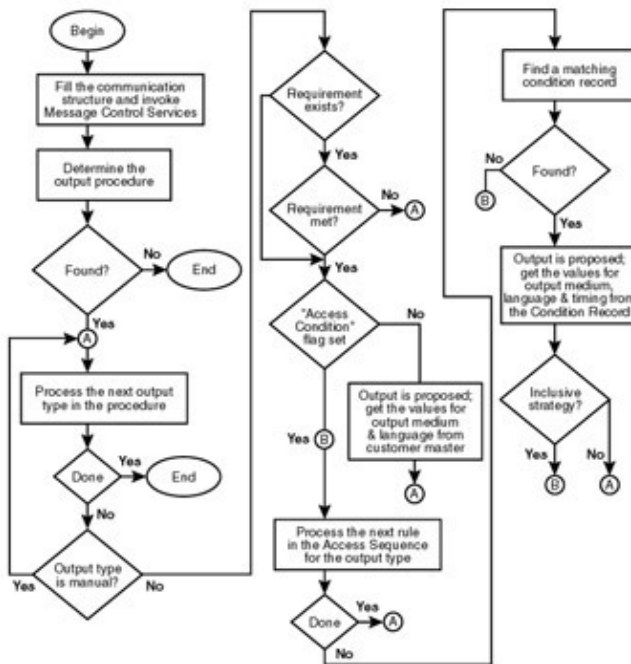 Begin
Fill the communication
structure and invoke
Message Control Services
Determine the
output procedure
Found?
No
End
Yes
A
Process the next output
type in the procedure
Done
Yes
End
No
Output type
is manual?
Yes
No
Requirement
exists?
Yes
Requirement
met?
No
A
Yes
"Access
Condition"
flag set
No
Output is proposed;
get the values for
output medium
& language from
customer master
A
Yes
B
Process the next rule
in the Access Sequence
for the output type
Done
Yes
A
No
Find a matching
condition record
Found?
No
B
Yes
Output is proposed;
get the values for
output medium,
language & timing from
the Condition Record
Inclusive
strategy?
Yes
B
No
A